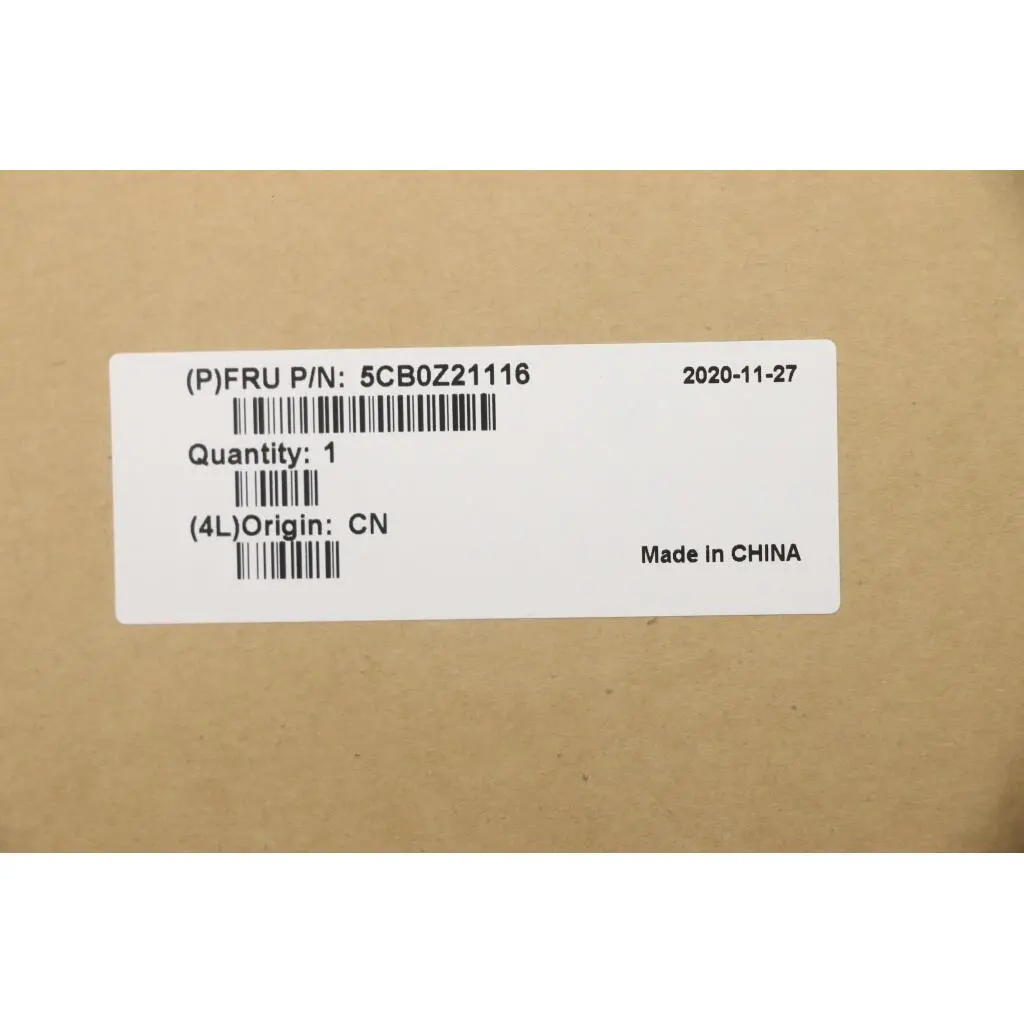 (P)FRU P/N: 5CB0Z21116
2020-11-27
Quantity: 1
(4L)Origin: CN
Made in CHINA